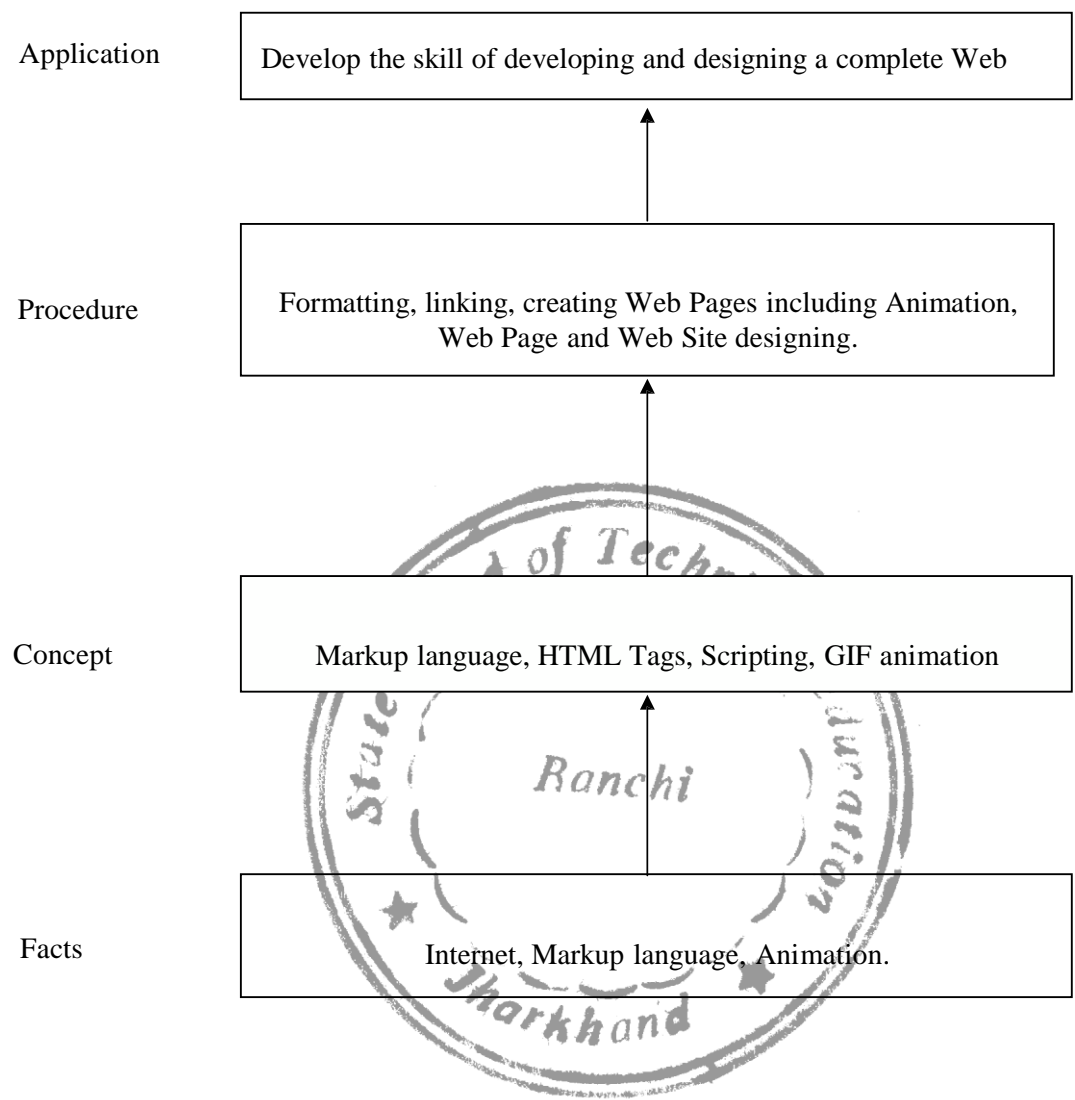 Application
Develop the skill of developing and designing a complete Web
Procedure
Formatting, linking, creating Web Pages including Animation,
Web Page and Web Site designing.
Concept
Markup language, HTML Tags, Scripting, GIF animation
Facts
Internet, Markup language, Animation.
State
of
Ranchi
Jharkhand